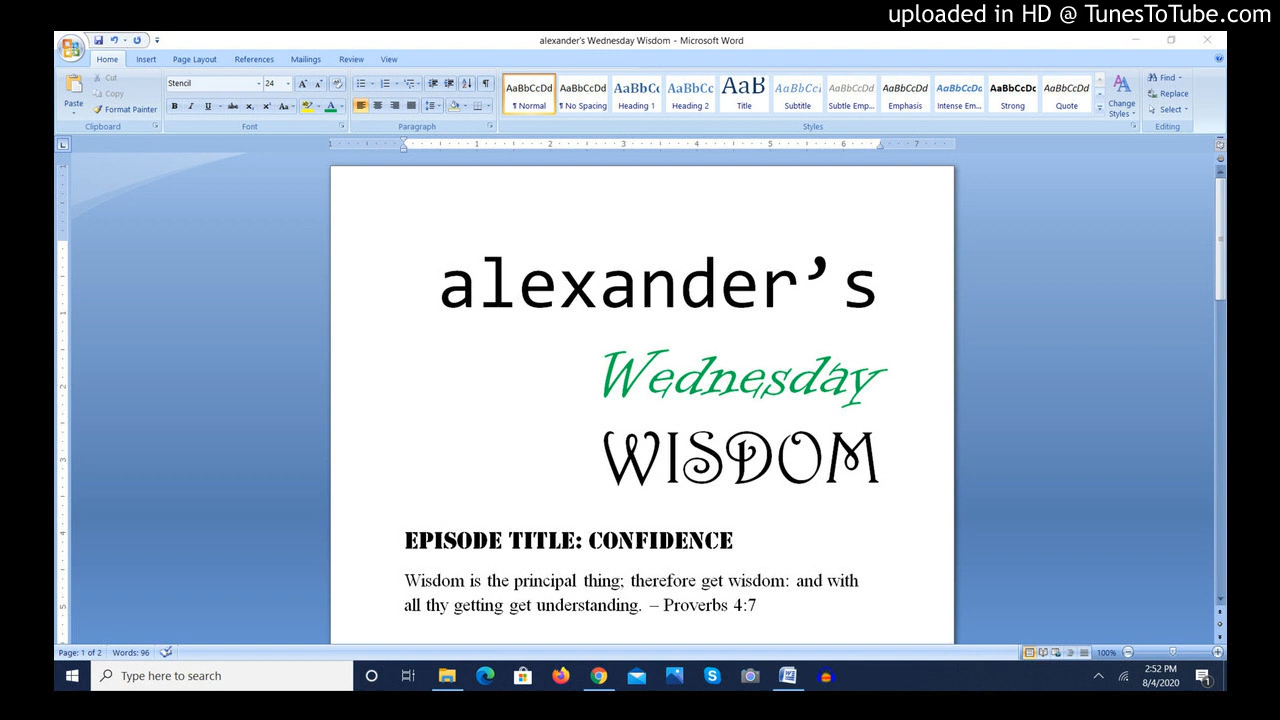 uploaded in HD @ TunesToTube.com
alexander's Wednesday Wisdom - Microsoft Word
Home Insert Page Layout References Mailings Review View
Paste
Cut
Copy
Format Painter
Stencil 24
AaBbCcDd AaBbCcDd AaBbCc AaBbCc AaB AaBbCc AaBbCcDd AaBbCcDd AaBbCcDd AaBbCcDc AaBbCcDd
¶ Normal ¶ No Spacing Heading 1 Heading 2 Title Subtitle Subtle Emp... Emphasis Intense Em... Strong Quote
Change
Styles
Find
Replace
Select
Clipboard Font Paragraph Styles Editing
alexander’s
Wednesday
WISDOM
EPISODE TITLE: CONFIDENCE
Wisdom is the principal thing; therefore get wisdom: and with
all thy getting get understanding. – Proverbs 4:7
Page: 1 of 2 Words: 96 100%
Type here to search
2:52 PM
8/4/2020